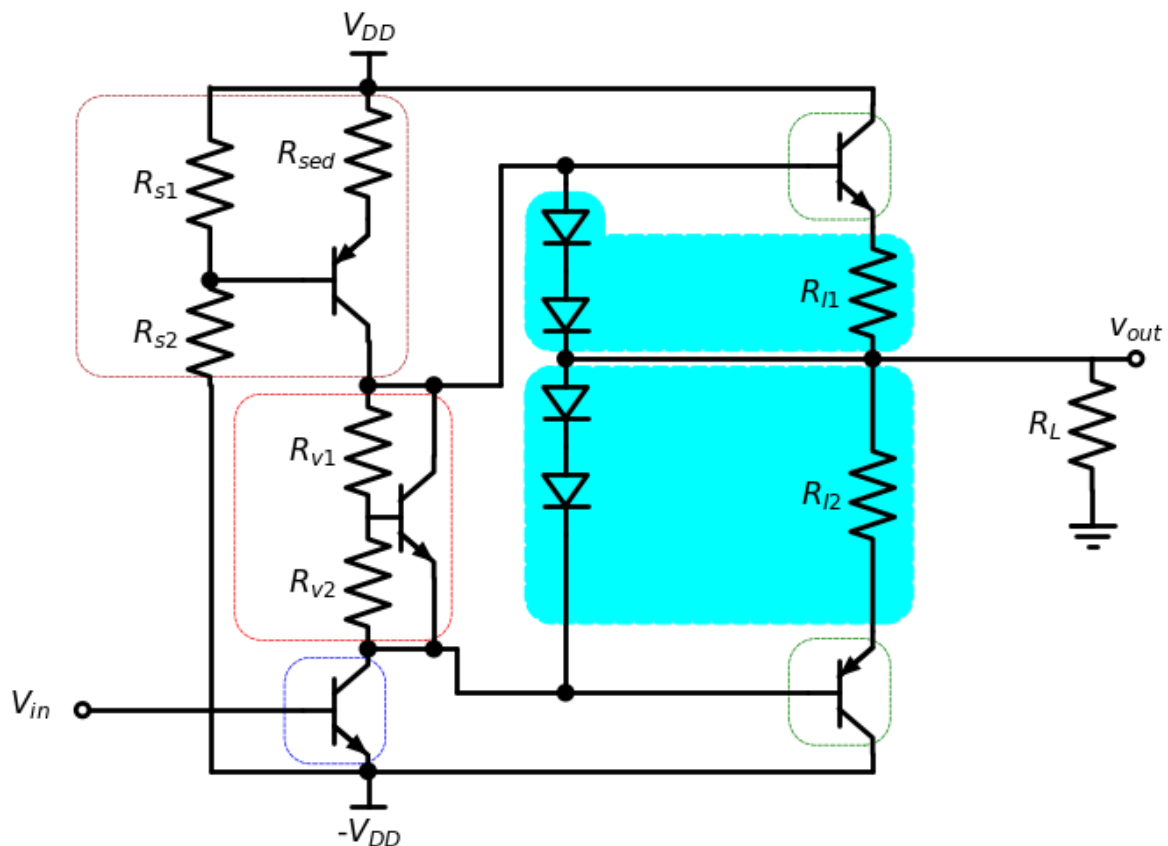 V_DD
R_sed
R_s1
R_s2
R_l1
v_out
R_L
R_v1
R_l2
R_v2
V_in
-V_DD